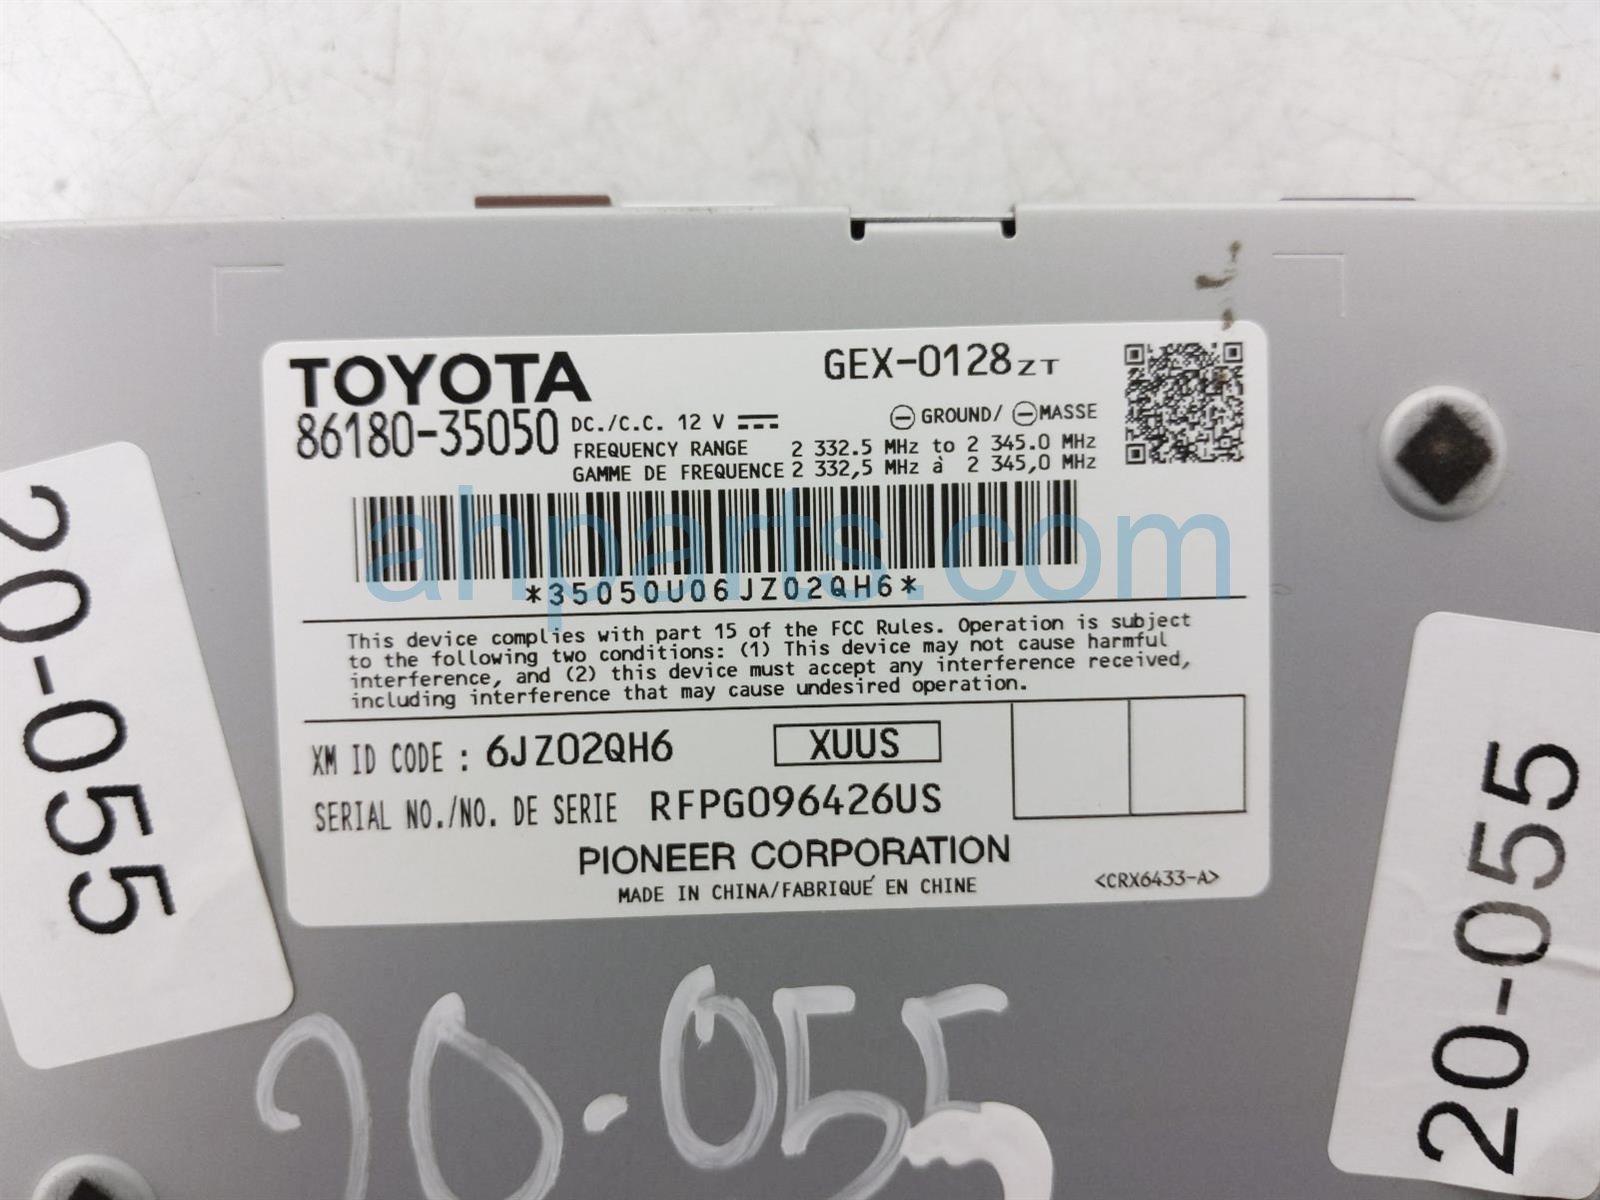 TOYOTA
GEX-0128ZT
86180-35050
DC./C.C. 12 V
⊖GROUND/ ⊖MASSE
FREQUENCY RANGE 2 332.5 MHz to 2 345.0 MHz
GAMME DE FREQUENCE 2 332,5 MHz à 2 345,0 MHz
ahparts.com
*35050U06JZ02QH6*
This device complies with part 15 of the FCC Rules. Operation is subject
to the following two conditions: (1) This device may not cause harmful
interference, and (2) this device must accept any interference received,
including interference that may cause undesired operation.
XM ID CODE : 6JZ02QH6
XUUS
SERIAL NO./NO. DE SERIE RFPG096426US
PIONEER CORPORATION
MADE IN CHINA/FABRIQUÉ EN CHINE
<CRX6433-A>
20-055
20-055
20-055